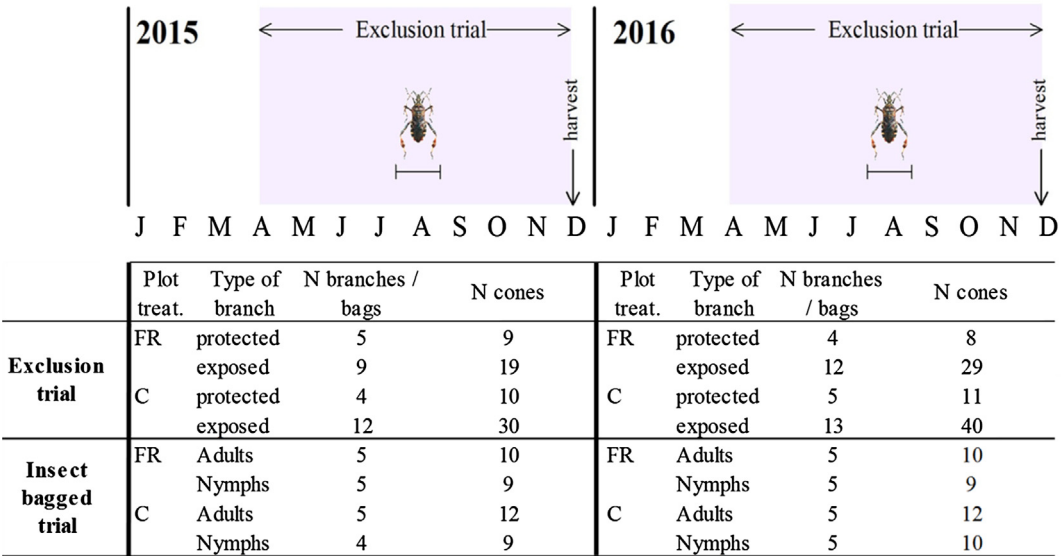 2015 Exclusion trial 2016 Exclusion trial
harvest harvest
J F M A M J J A S O N D J F M A M J J A S O N D
Plot treat. Type of branch N branches / bags N cones Plot treat. Type of branch N branches / bags N cones
Exclusion trial
FR protected 5 9 FR protected 4 8
exposed 9 19 exposed 12 29
C protected 4 10 C protected 5 11
exposed 12 30 exposed 13 40
Insect bagged trial
FR Adults 5 10 FR Adults 5 10
Nymphs 5 9 Nymphs 5 9
C Adults 5 12 C Adults 5 12
Nymphs 4 9 Nymphs 5 10